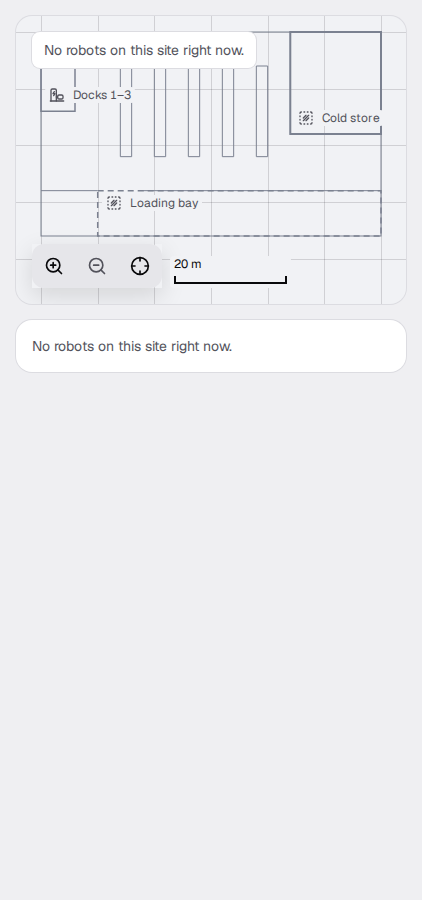 No robots on this site right now.
Docks 1–3
Cold store
Loading bay
20 m
No robots on this site right now.